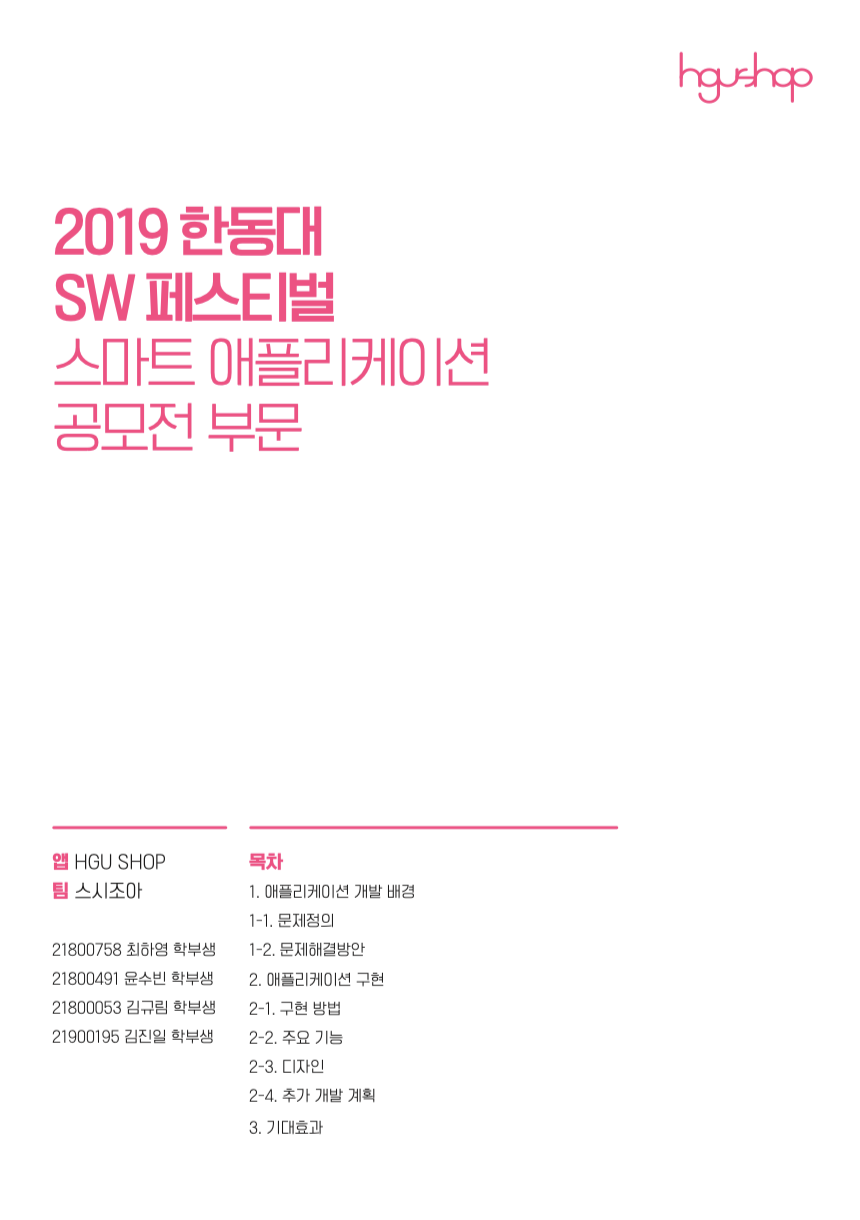 hgushop
2019 한동대
SW 페스티벌
스마트 애플리케이션
공모전 부문
앱 HGU SHOP
팀 스시조아
21800758 최하영 학부생
21800491 윤수빈 학부생
21800053 김규림 학부생
21900195 김진일 학부생
목차
1. 애플리케이션 개발 배경
1-1. 문제정의
1-2. 문제해결방안
2. 애플리케이션 구현
2-1. 구현 방법
2-2. 주요 기능
2-3. 디자인
2-4. 추가 개발 계획
3. 기대효과